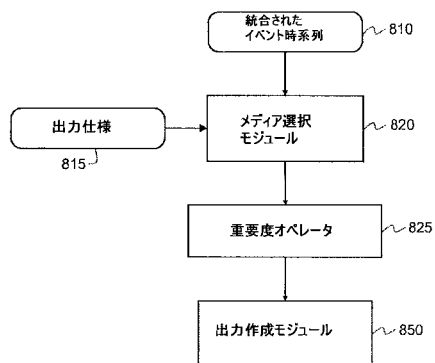 統合された
イベント時系列
810
出力仕様
815
メディア選択
モジュール
820
重要度オペレータ
825
出力作成モジュール
850